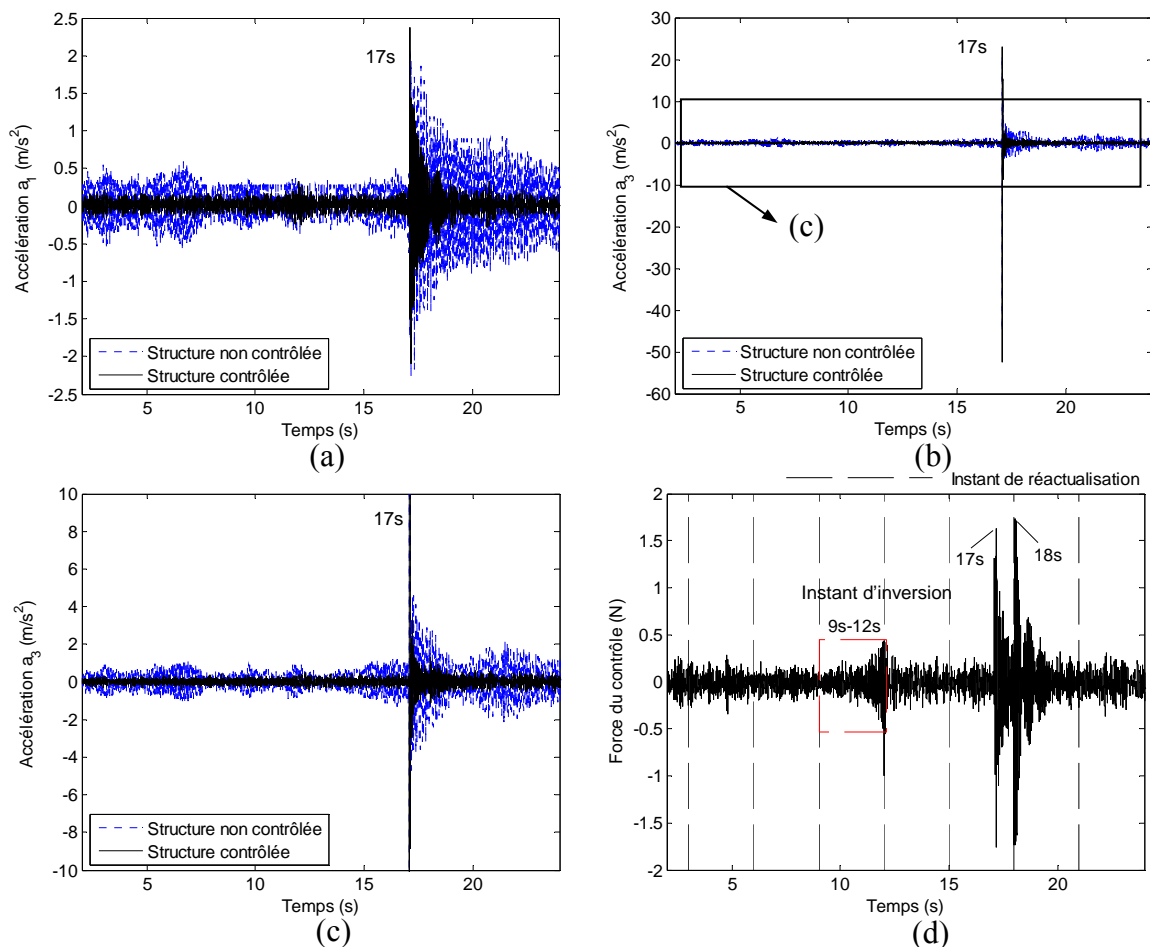 2.5
2
1.5
1
0.5
0
-0.5
-1
-1.5
-2
-2.5
5 10 15 20
Accélération a1 (m/s2)
Temps (s)
17s
Structure non contrôlée
Structure contrôlée
(a)
30
20
10
0
-10
-20
-30
-40
-50
-60
5 10 15 20
Accélération a3 (m/s2)
Temps (s)
17s
(c)
Structure non contrôlée
Structure contrôlée
(b)
10
8
6
4
2
0
-2
-4
-6
-8
-10
5 10 15 20
Accélération a3 (m/s2)
Temps (s)
17s
Structure non contrôlée
Structure contrôlée
(c)
Instant de réactualisation
2
1.5
1
0.5
0
-0.5
-1
-1.5
-2
5 10 15 20
Force du contrôle (N)
Temps (s)
Instant d'inversion
9s-12s
17s
18s
(d)